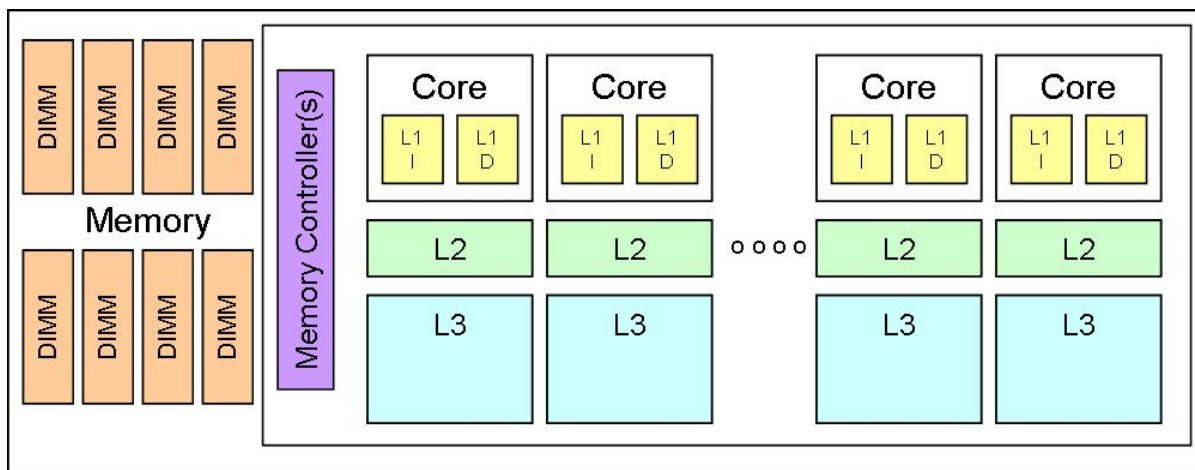 DIMM
DIMM
DIMM
DIMM
Memory
DIMM
DIMM
DIMM
DIMM
Memory Controller(s)
Core
L1
I
L1
D
Core
L1
I
L1
D
Core
L1
I
L1
D
Core
L1
I
L1
D
L2
L2
oooo
L2
L2
L3
L3
L3
L3